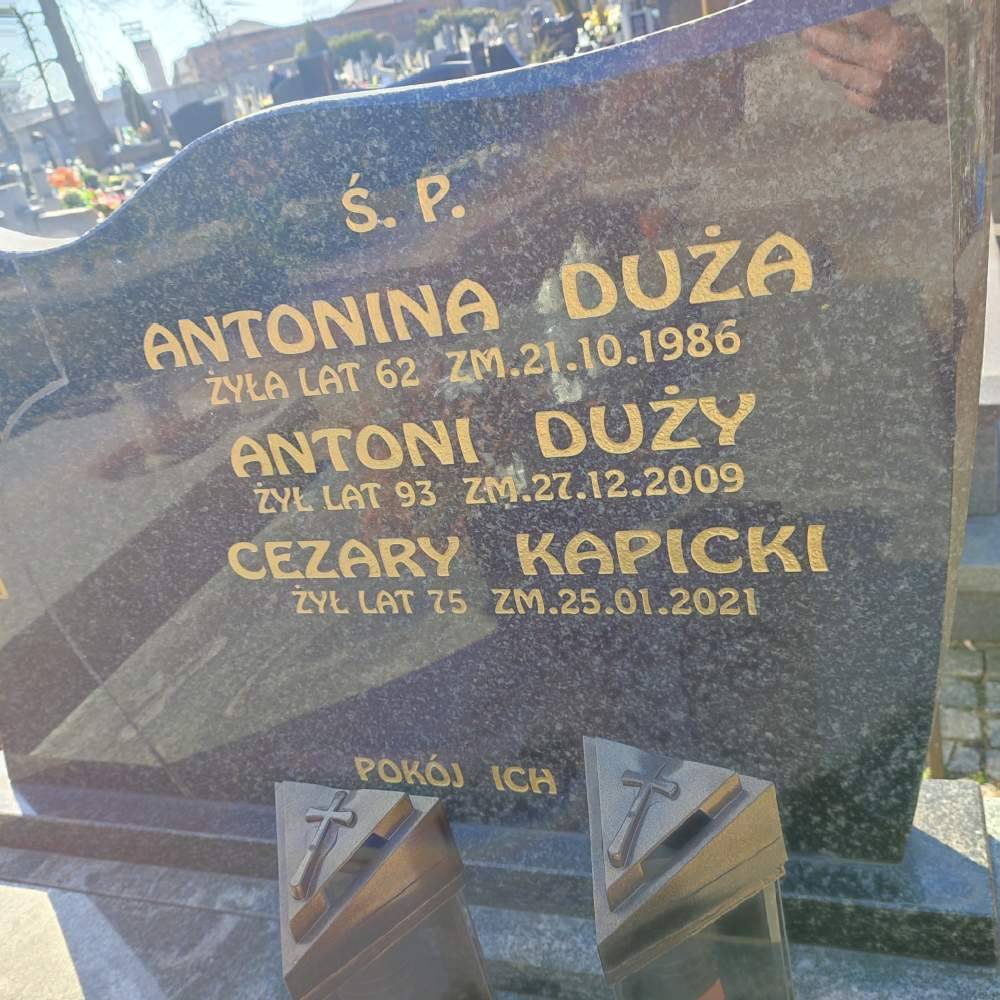 Ś. P.
ANTONINA DUŻA
ŻYŁA LAT 62 ZM.21.10.1986
ANTONI DUŻY
ŻYŁ LAT 93 ZM.27.12.2009
CEZARY KAPICKI
ŻYŁ LAT 75 ZM.25.01.2021
POKÓJ ICH